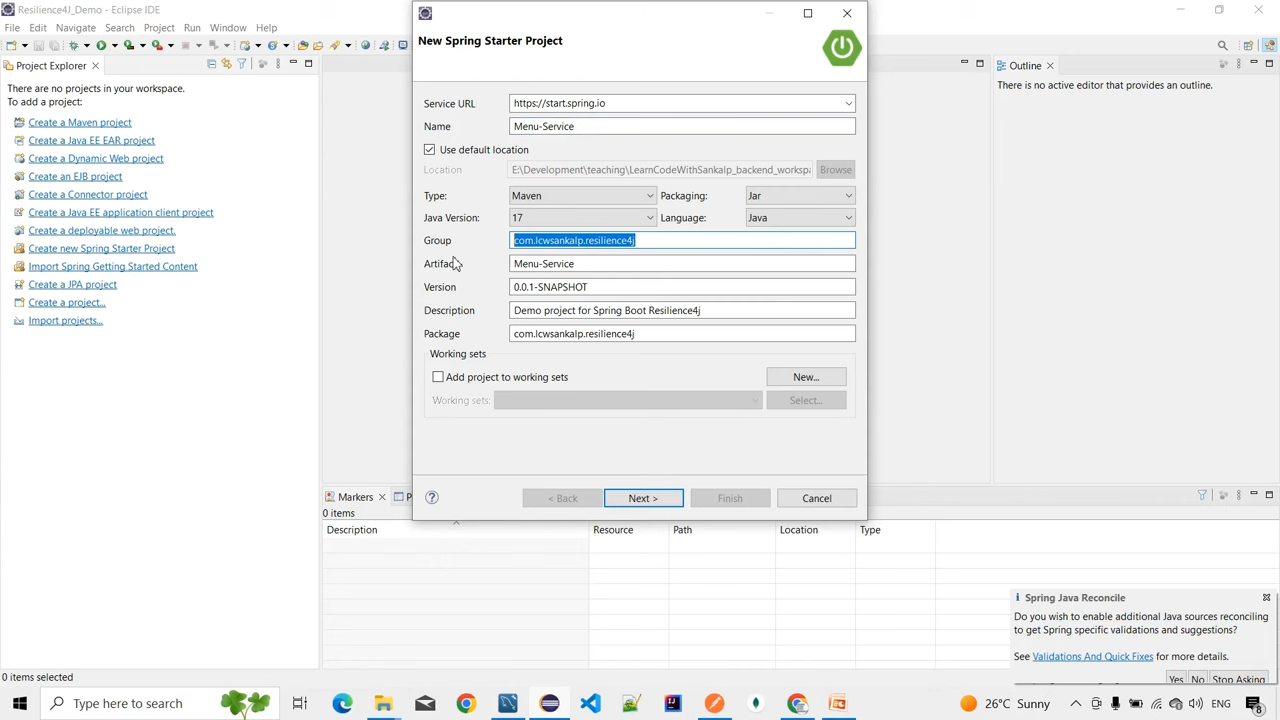 Resilience4J_Demo - Eclipse IDE
File Edit Navigate Search Project Run Window Help
Project Explorer
There are no projects in your workspace.
To add a project:
Create a Maven project
Create a Java EE EAR project
Create a Dynamic Web project
Create an EJB project
Create a Connector project
Create a Java EE application client project
Create a deployable web project.
Create new Spring Starter Project
Import Spring Getting Started Content
Create a JPA project
Create a project...
Import projects...
New Spring Starter Project
Service URL https://start.spring.io
Name Menu-Service
Use default location
Location E:\Development\teaching\LearnCodeWithSankalp_backend_workspa Browse
Type: Maven Packaging: Jar
Java Version: 17 Language: Java
Group com.lcwsankalp.resilience4j
Artifact Menu-Service
Version 0.0.1-SNAPSHOT
Description Demo project for Spring Boot Resilience4j
Package com.lcwsankalp.resilience4j
Working sets
Add project to working sets New...
Working sets: Select...
< Back Next > Finish Cancel
Outline
There is no active editor that provides an outline.
Markers P
0 items
Description Resource Path Location Type
Spring Java Reconcile
Do you wish to enable additional Java sources reconciling
to get Spring specific validations and suggestions?
See Validations And Quick Fixes for more details.
Yes No Stop Asking
0 items selected
Type here to search
26°C Sunny ENG 8